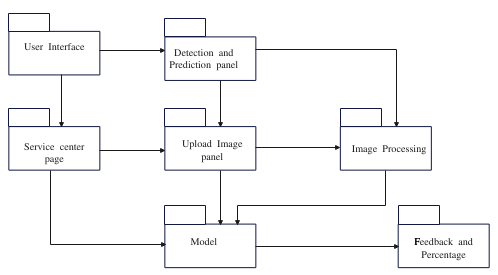 User Interface
Detection and
Prediction panel
Service center
page
Upload Image
panel
Image Processing
Model
Feedback and
Percentage